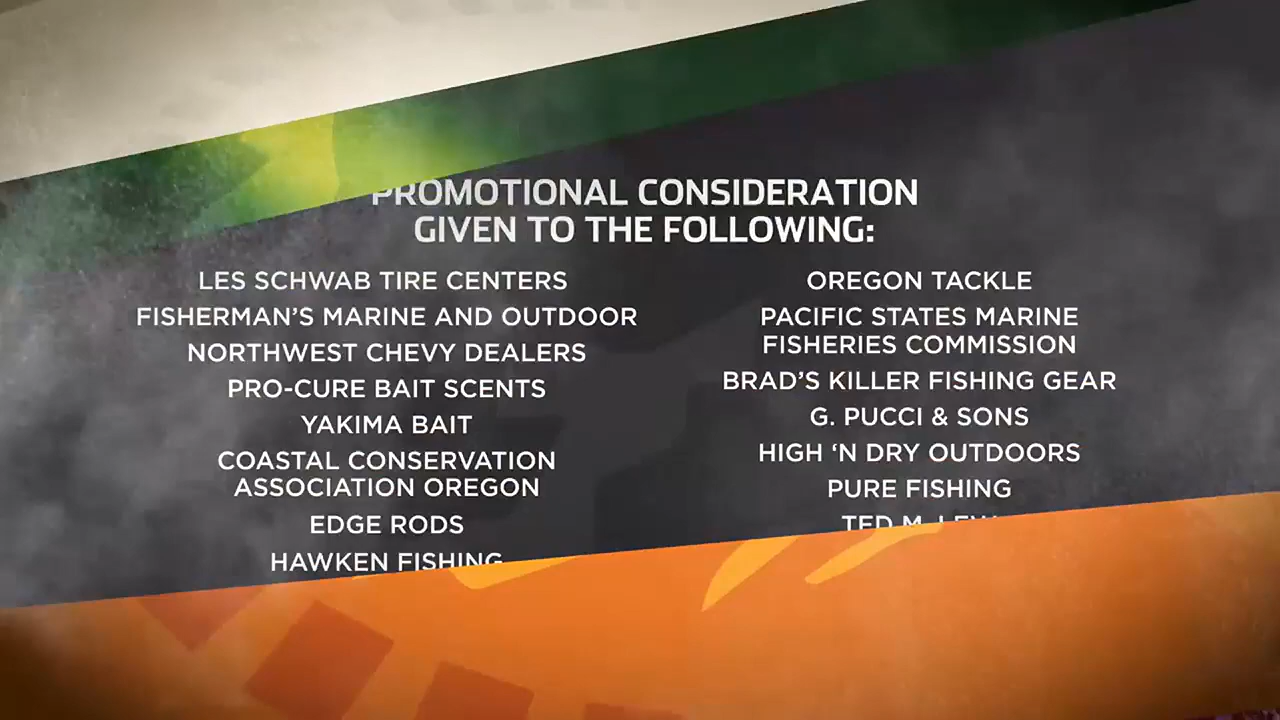 PROMOTIONAL CONSIDERATION
GIVEN TO THE FOLLOWING:
LES SCHWAB TIRE CENTERS
FISHERMAN’S MARINE AND OUTDOOR
NORTHWEST CHEVY DEALERS
PRO-CURE BAIT SCENTS
YAKIMA BAIT
COASTAL CONSERVATION
ASSOCIATION OREGON
EDGE RODS
HAWKEN FISHING
OREGON TACKLE
PACIFIC STATES MARINE
FISHERIES COMMISSION
BRAD’S KILLER FISHING GEAR
G. PUCCI & SONS
HIGH ‘N DRY OUTDOORS
PURE FISHING
TED M.